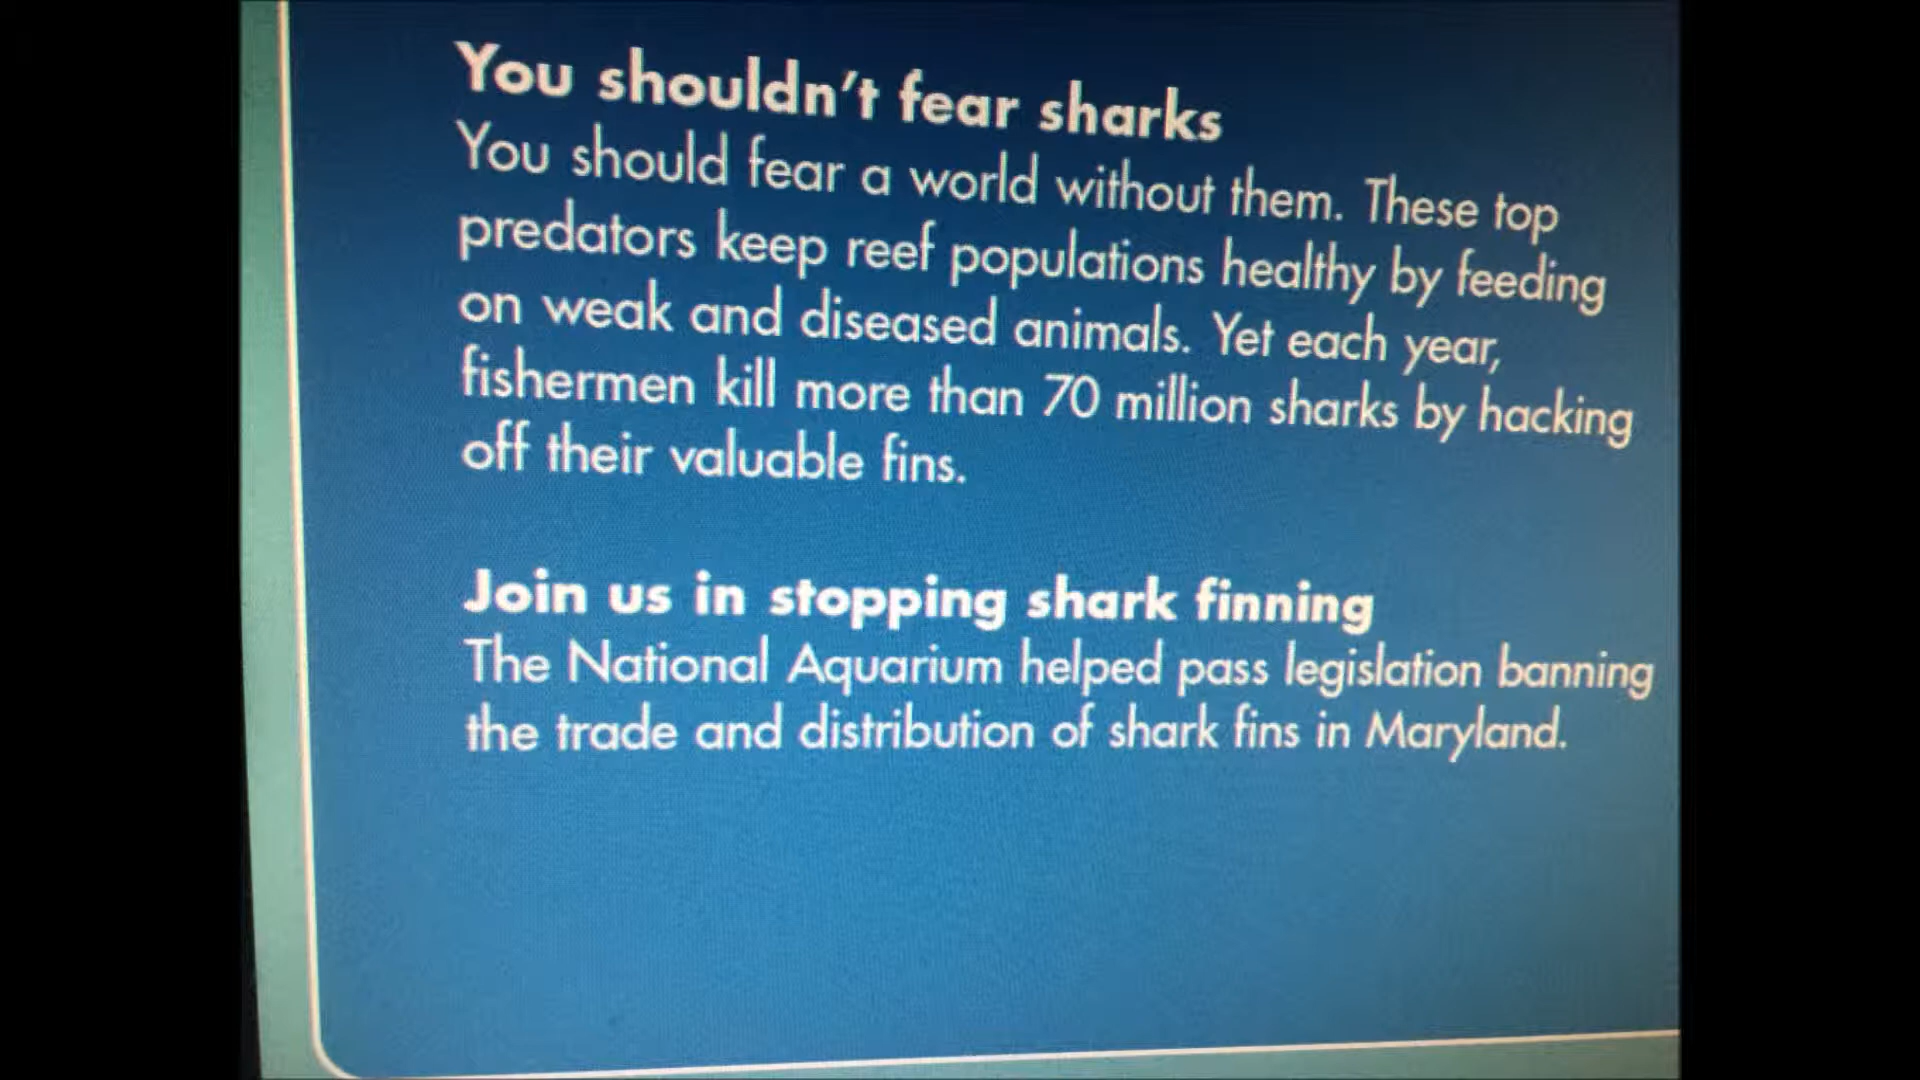 You shouldn't fear sharks
You should fear a world without them. These top
predators keep reef populations healthy by feeding
on weak and diseased animals. Yet each year,
fishermen kill more than 70 million sharks by hacking
off their valuable fins.
Join us in stopping shark finning
The National Aquarium helped pass legislation banning
the trade and distribution of shark fins in Maryland.